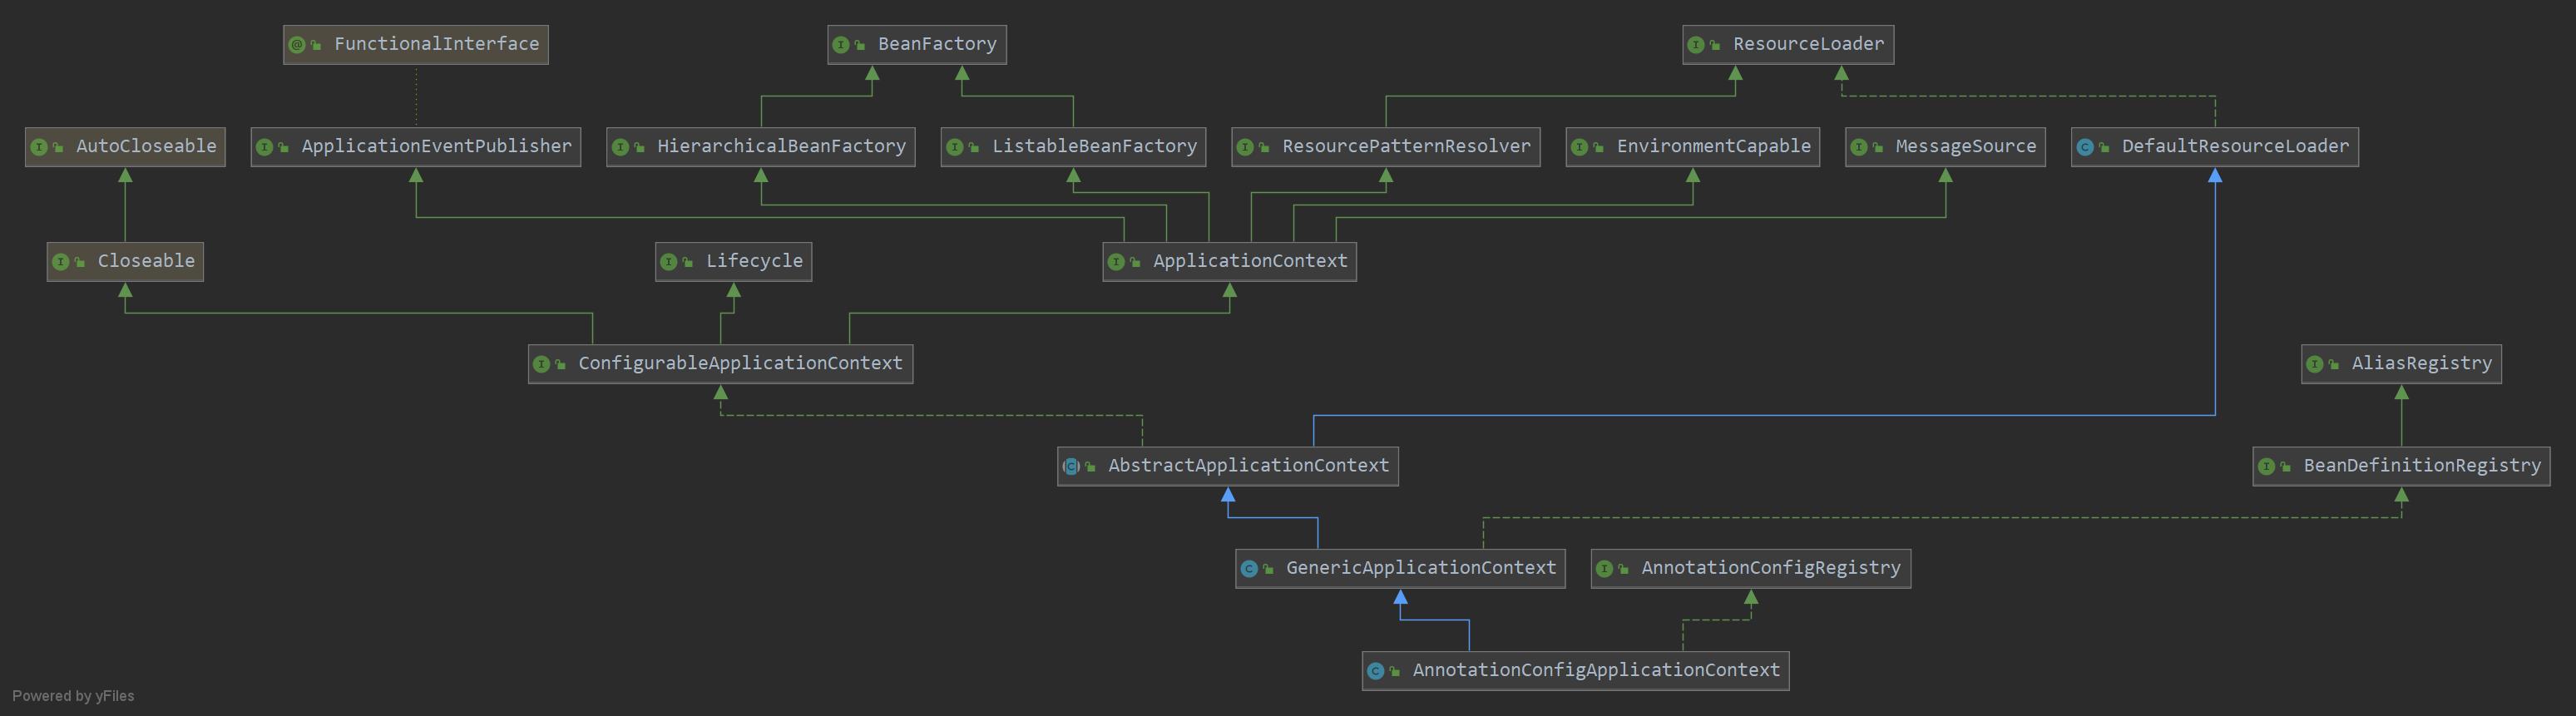 FunctionalInterface
BeanFactory
ResourceLoader
AutoCloseable
ApplicationEventPublisher
HierarchicalBeanFactory
ListableBeanFactory
ResourcePatternResolver
EnvironmentCapable
MessageSource
DefaultResourceLoader
Closeable
Lifecycle
ApplicationContext
ConfigurableApplicationContext
AliasRegistry
AbstractApplicationContext
BeanDefinitionRegistry
GenericApplicationContext
AnnotationConfigRegistry
AnnotationConfigApplicationContext
Powered by yFiles